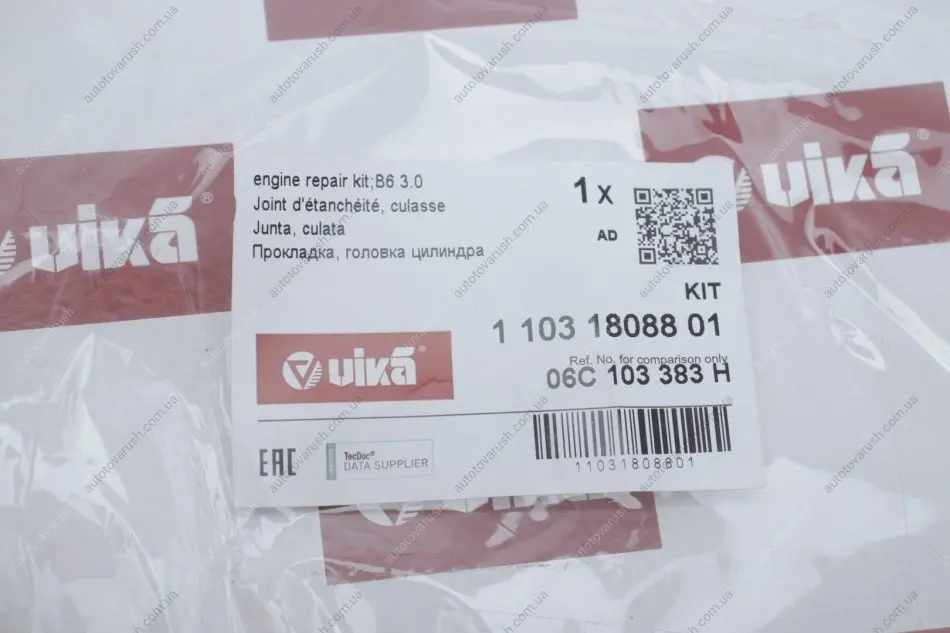 autotovarush.com.ua
vika®
vika®
engine repair kit;B6 3.0
Joint d'étanchéité, culasse
Junta, culata
Прокладка, головка цилиндра
1 X
AD
KIT
1 103 18088 01
Ref. No. for comparison only
06C 103 383 H
vika®
EAC
TecDoc®
DATA SUPPLIER
11031808801